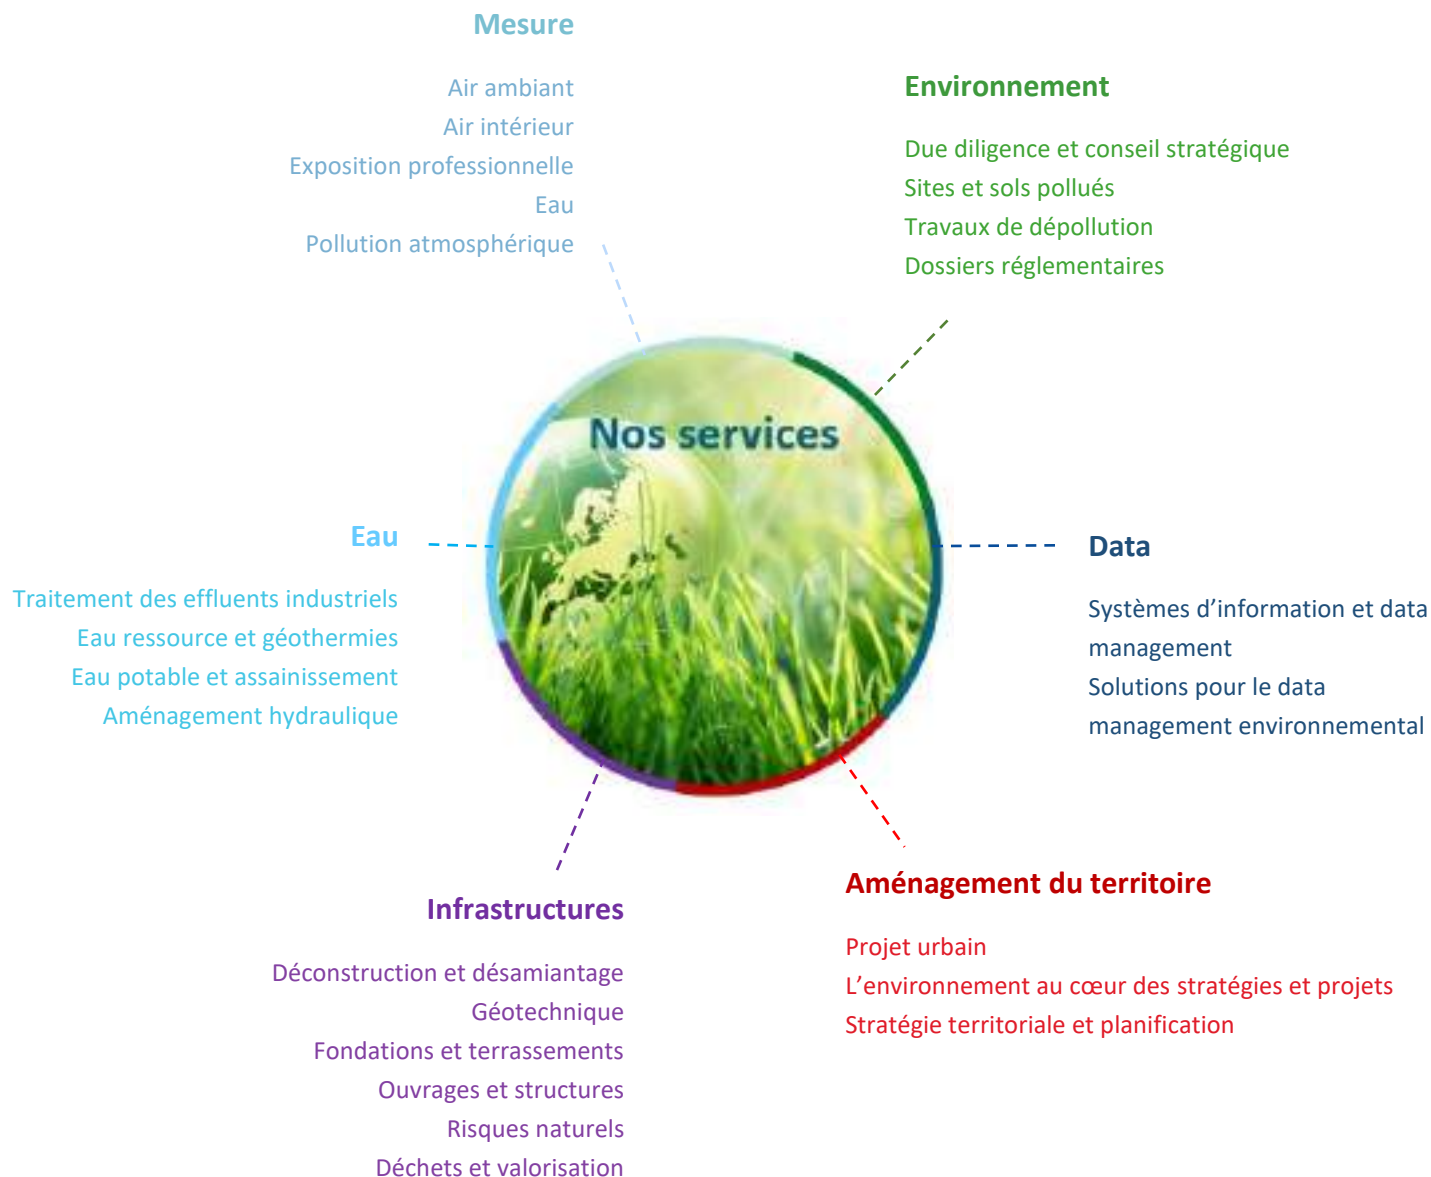 Mesure
Air ambiant
Air intérieur
Exposition professionnelle
Eau
Pollution atmosphérique
Environnement
Due diligence et conseil stratégique
Sites et sols pollués
Travaux de dépollution
Dossiers réglementaires
Nos services
Eau
Traitement des effluents industriels
Eau ressource et géothermies
Eau potable et assainissement
Aménagement hydraulique
Data
Systèmes d’information et data
management
Solutions pour le data
management environnemental
Infrastructures
Déconstruction et désamiantage
Géotechnique
Fondations et terrassements
Ouvrages et structures
Risques naturels
Déchets et valorisation
Aménagement du territoire
Projet urbain
L’environnement au cœur des stratégies et projets
Stratégie territoriale et planification